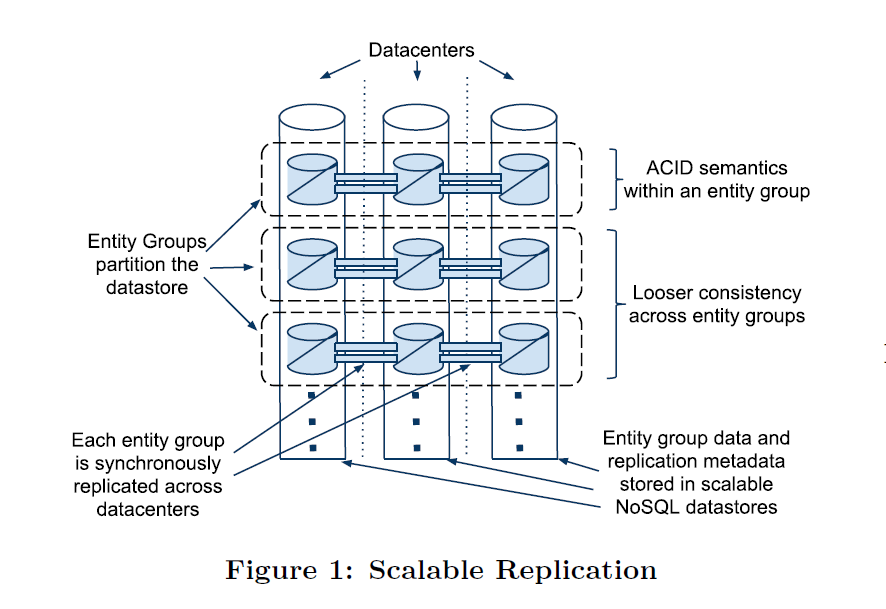 Datacenters
ACID semantics
within an entity group
Entity Groups
partition the
datastore
Looser consistency
across entity groups
Each entity group
is synchronously
replicated across
datacenters
Entity group data and
replication metadata
stored in scalable
NoSQL datastores
Figure 1: Scalable Replication